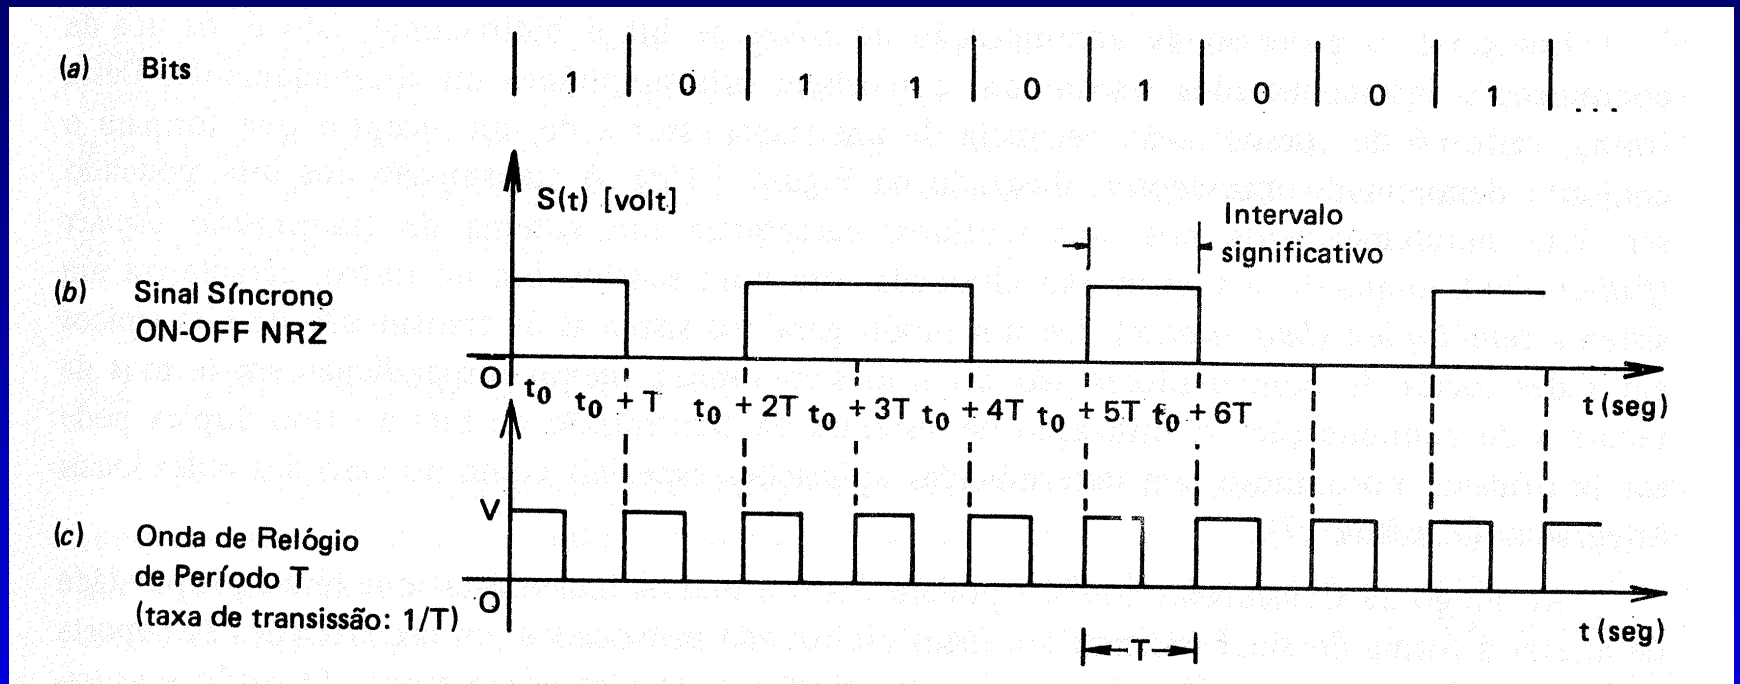 (a) Bits 1 0 1 1 0 1 0 0 1 ...
S(t) [volt]
Intervalo
significativo
(b) Sinal Síncrono
ON-OFF NRZ
O t₀ t₀ + T t₀ + 2T t₀ + 3T t₀ + 4T t₀ + 5T t₀ + 6T t (seg)
V
(c) Onda de Relógio
de Período T
(taxa de transissão: 1/T)
O
t (seg)
T